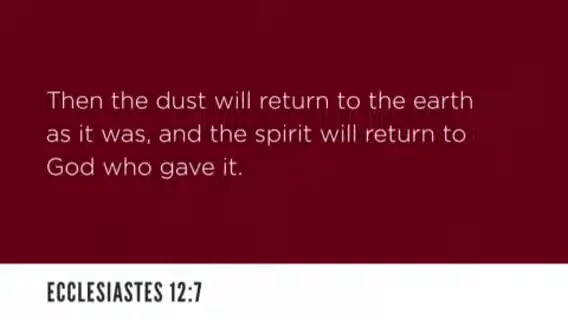 Then the dust will return to the earth
as it was, and the spirit will return to
God who gave it.
ECCLESIASTES 12:7